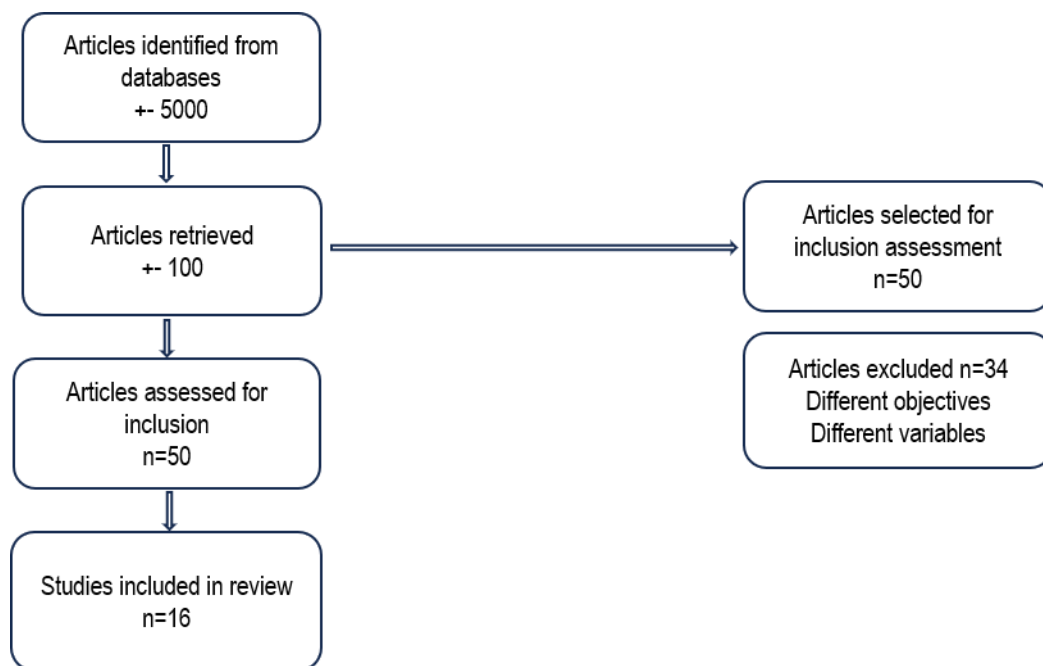 Articles identified from
databases
+- 5000
Articles retrieved
+- 100
Articles selected for
inclusion assessment
n=50
Articles assessed for
inclusion
n=50
Articles excluded n=34
Different objectives
Different variables
Studies included in review
n=16